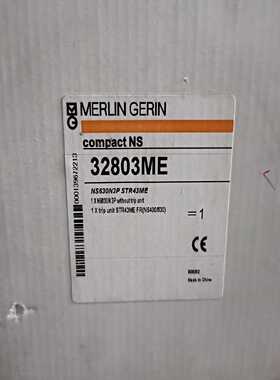 MERLIN GERIN
compact NS
32803ME
NS630N3P STR43ME
1 X NS630N3P without trip unit
1 X trip unit STR43ME FR(NS400/630)
=1
CE
Made in China